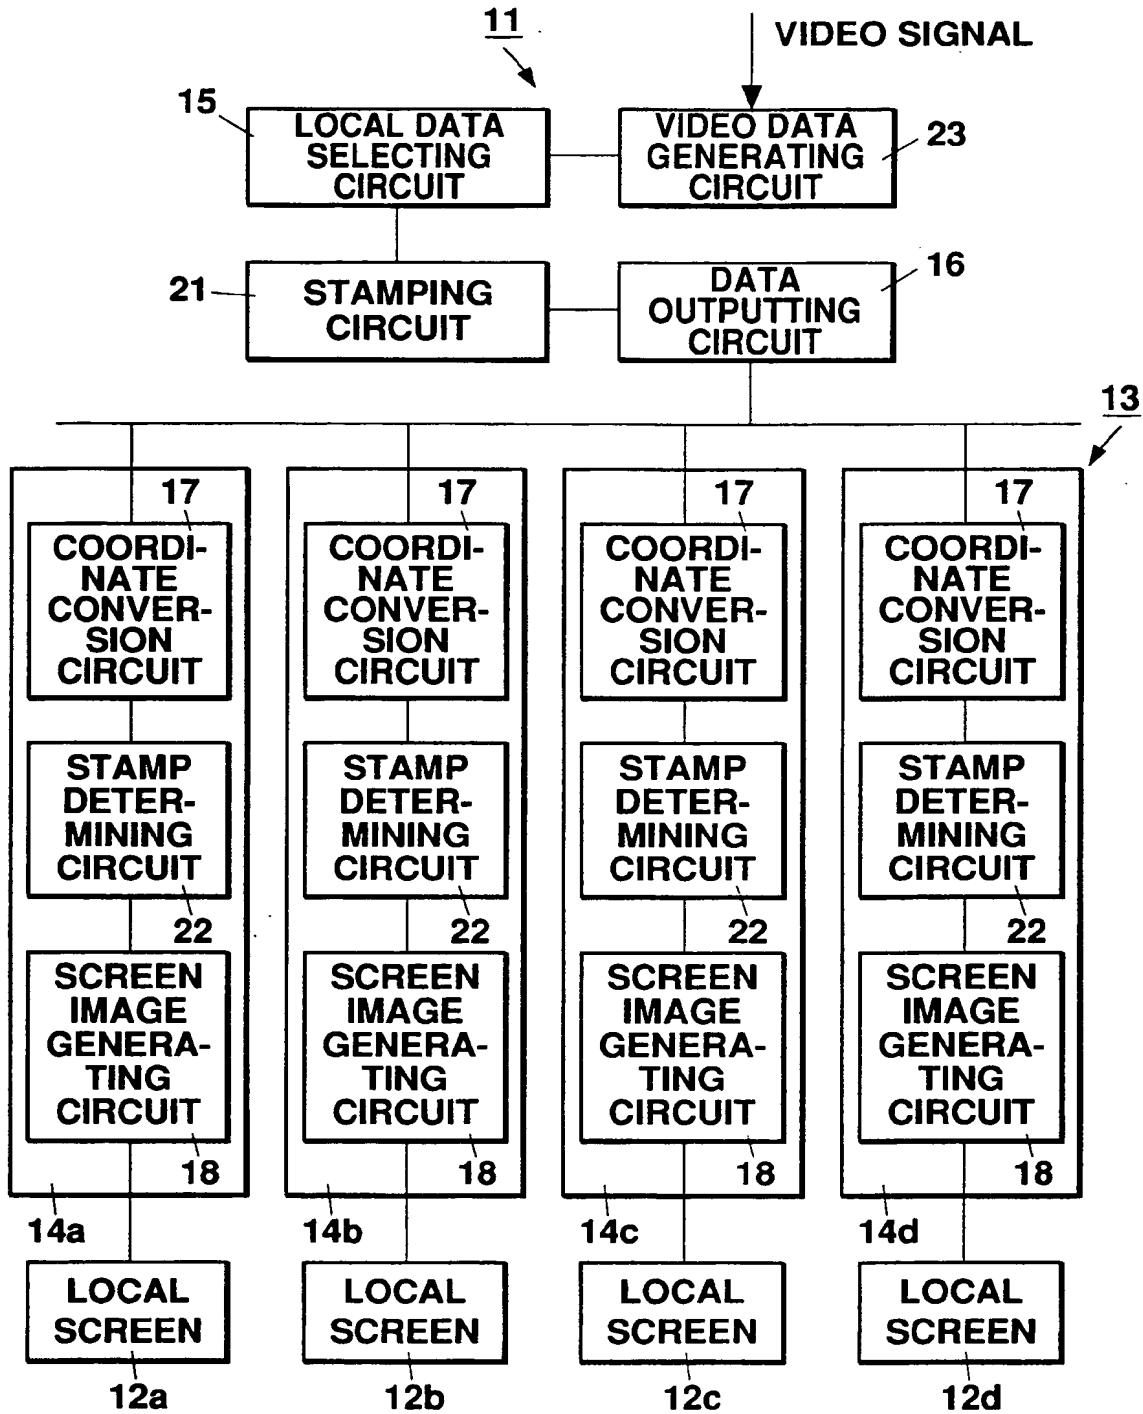 11
VIDEO SIGNAL
15
LOCAL DATA
SELECTING
CIRCUIT
VIDEO DATA
GENERATING
CIRCUIT
23
21
STAMPING
CIRCUIT
DATA
OUTPUTTING
CIRCUIT
16
13
17
COORDI-
NATE
CONVER-
SION
CIRCUIT
STAMP
DETER-
MINING
CIRCUIT
22
SCREEN
IMAGE
GENERA-
TING
CIRCUIT
18
14a
LOCAL
SCREEN
12a
17
COORDI-
NATE
CONVER-
SION
CIRCUIT
STAMP
DETER-
MINING
CIRCUIT
22
SCREEN
IMAGE
GENERA-
TING
CIRCUIT
18
14b
LOCAL
SCREEN
12b
17
COORDI-
NATE
CONVER-
SION
CIRCUIT
STAMP
DETER-
MINING
CIRCUIT
22
SCREEN
IMAGE
GENERA-
TING
CIRCUIT
18
14c
LOCAL
SCREEN
12c
17
COORDI-
NATE
CONVER-
SION
CIRCUIT
STAMP
DETER-
MINING
CIRCUIT
22
SCREEN
IMAGE
GENERA-
TING
CIRCUIT
18
14d
LOCAL
SCREEN
12d